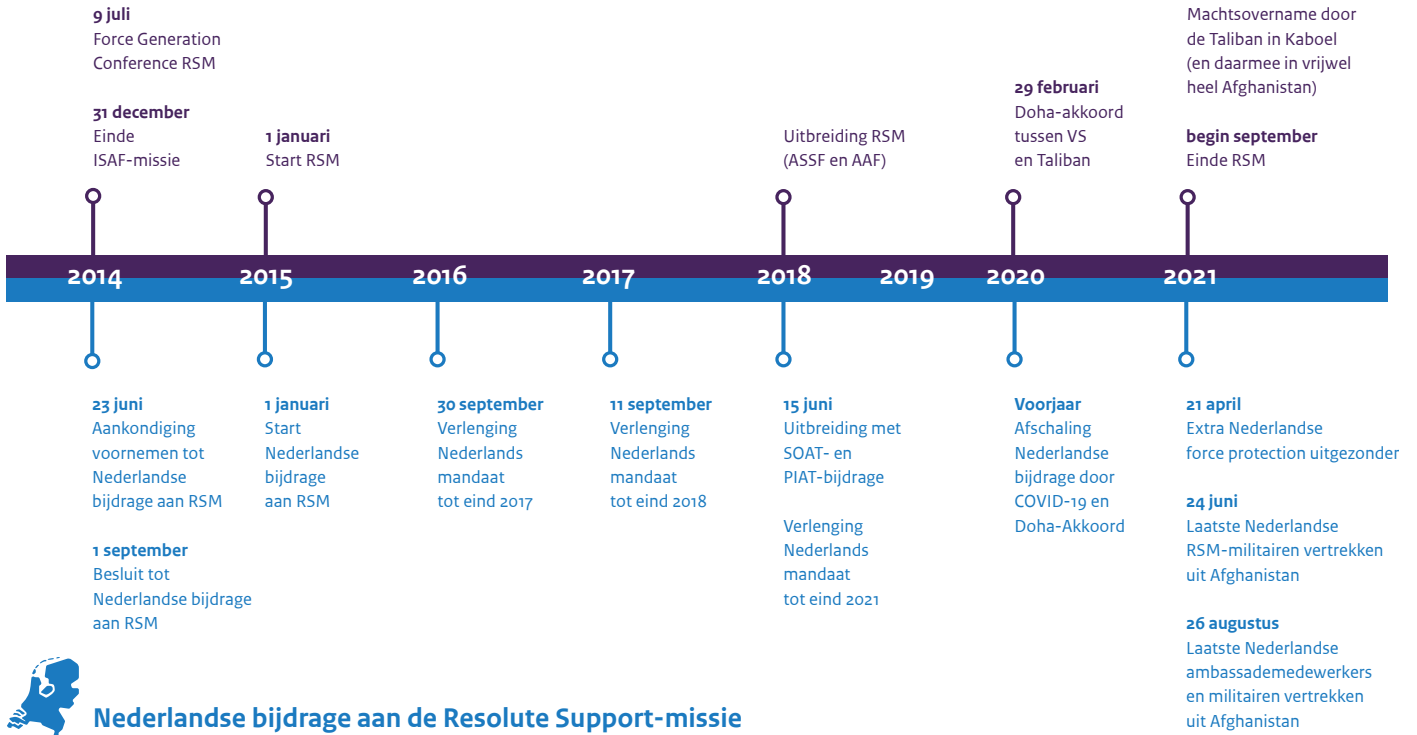 9 juli
Force Generation
Conference RSM
31 december
Einde
ISAF-missie
1 januari
Start RSM
Uitbreiding RSM
(ASSF en AAF)
29 februari
Doha-akkoord
tussen VS
en Taliban
Machtsovername door
de Taliban in Kaboel
(en daarmee in vrijwel
heel Afghanistan)
begin september
Einde RSM
2014 2015 2016 2017 2018 2019 2020 2021
23 juni
Aankondiging
voornemen tot
Nederlandse
bijdrage aan RSM
1 september
Besluit tot
Nederlandse bijdrage
aan RSM
1 januari
Start
Nederlandse
bijdrage
aan RSM
30 september
Verlenging
Nederlands
mandaat
tot eind 2017
11 september
Verlenging
Nederlands
mandaat
tot eind 2018
15 juni
Uitbreiding met
SOAT- en
PIAT-bijdrage
Verlenging
Nederlands
mandaat
tot eind 2021
Voorjaar
Afschaling
Nederlandse
bijdrage door
COVID-19 en
Doha-Akkoord
21 april
Extra Nederlandse
force protection uitgezonder
24 juni
Laatste Nederlandse
RSM-militairen vertrekken
uit Afghanistan
26 augustus
Laatste Nederlandse
ambassademedewerkers
en militairen vertrekken
uit Afghanistan
Nederlandse bijdrage aan de Resolute Support-missie